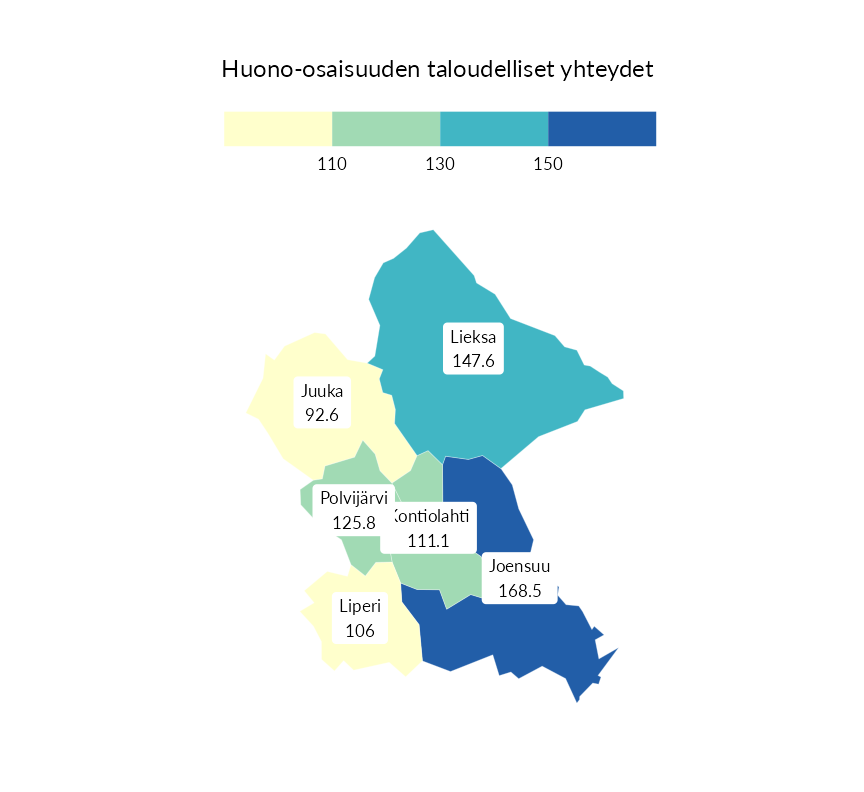 Huono-osaisuuden taloudelliset yhteydet
110
130
150
Lieksa
147.6
Juuka
92.6
Polvijärvi
125.8
Kontiolahti
111.1
Joensuu
168.5
Liperi
106